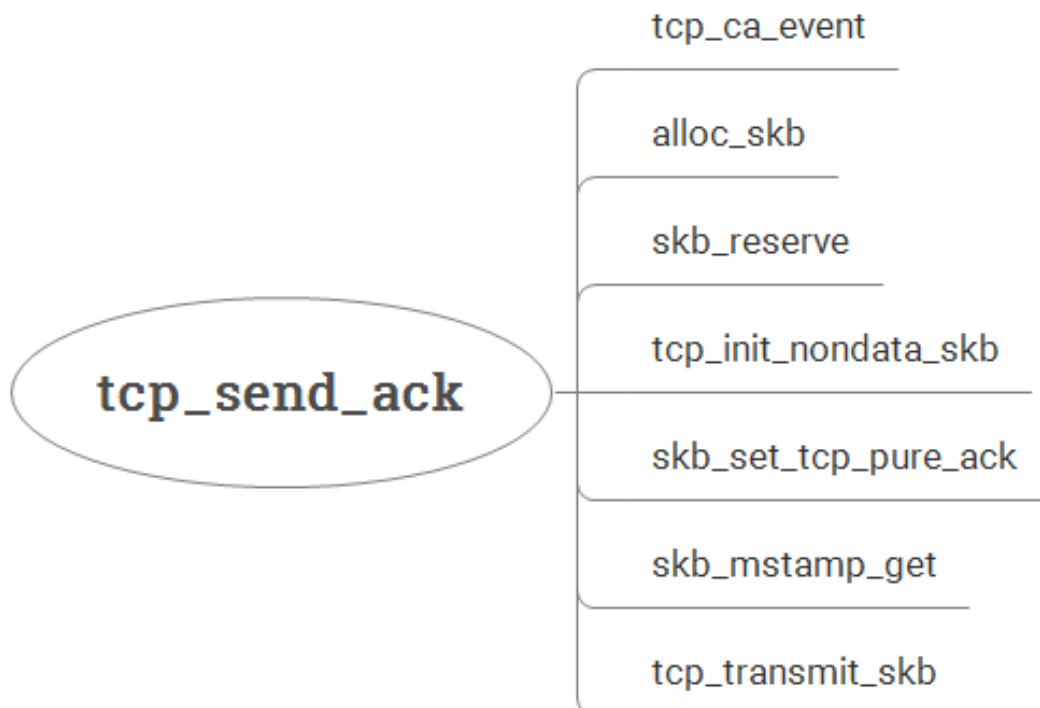 tcp_ca_event
alloc_skb
skb_reserve
tcp_init_nondata_skb
tcp_send_ack
skb_set_tcp_pure_ack
skb_mstamp_get
tcp_transmit_skb